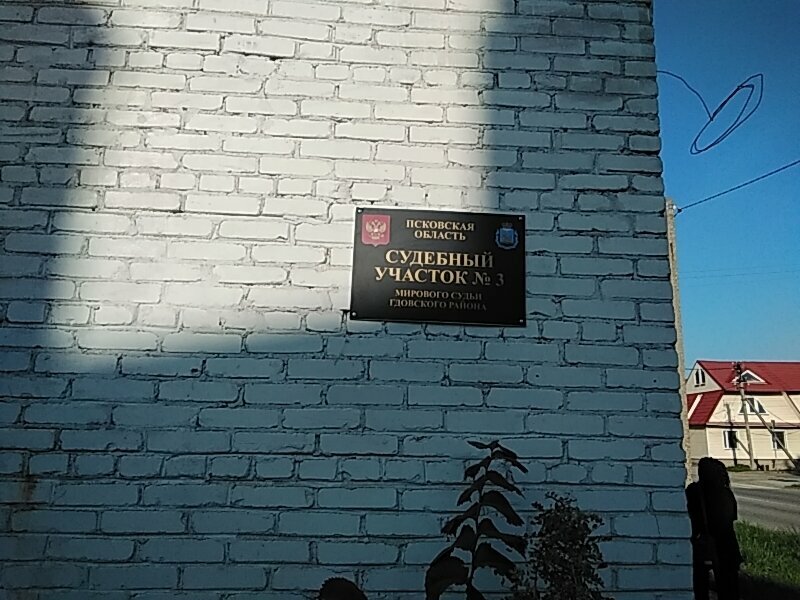 ПСКОВСКАЯ
ОБЛАСТЬ
СУДЕБНЫЙ
УЧАСТОК № 3
МИРОВОГО СУДЬИ
ГДОВСКОГО РАЙОНА